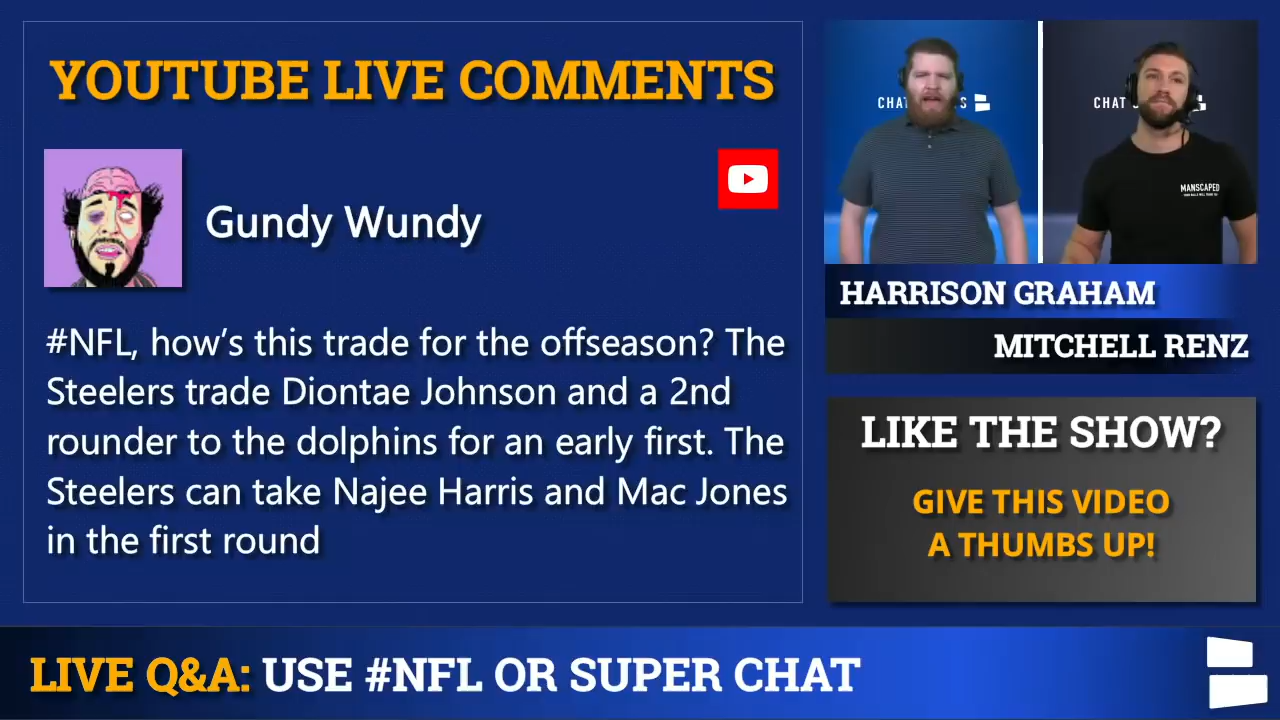 YOUTUBE LIVE COMMENTS
Gundy Wundy
#NFL, how’s this trade for the offseason? The
Steelers trade Diontae Johnson and a 2nd
rounder to the dolphins for an early first. The
Steelers can take Najee Harris and Mac Jones
in the first round
CHAT S
CHAT
MANSCAPED
HARRISON GRAHAM
MITCHELL RENZ
LIKE THE SHOW?
GIVE THIS VIDEO
A THUMBS UP!
LIVE Q&A: USE #NFL OR SUPER CHAT